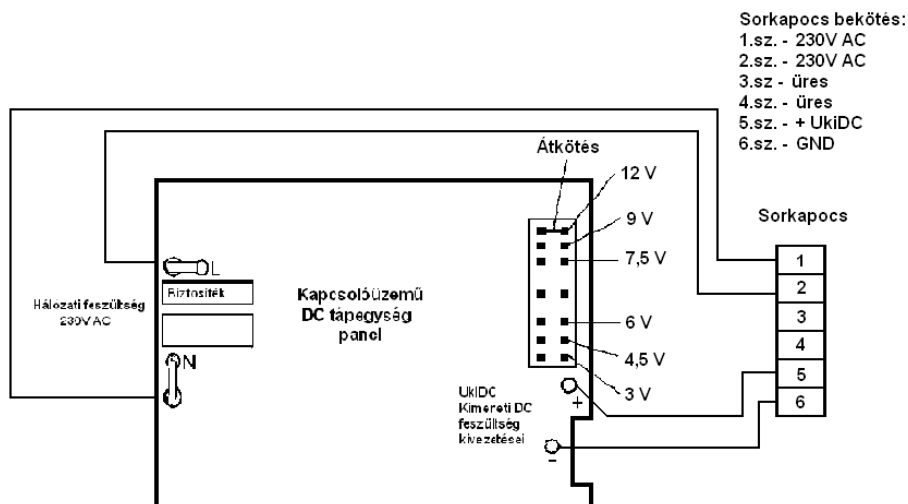 Sorkapocs bekötés:
1.sz. - 230V AC
2.sz. - 230V AC
3.sz - üres
4.sz. - üres
5.sz. - + UkiDC
6.sz. - GND
Átkötés
12 V
9 V
7,5 V
6 V
4,5 V
3 V
Sorkapocs
1
2
3
4
5
6
L
Biztosíték
Hálozati feszültség
230V AC
N
Kapcsolóüzemű
DC tápegység
panel
UkiDC
Kimeneti DC
feszültség
kivezetései
+
-